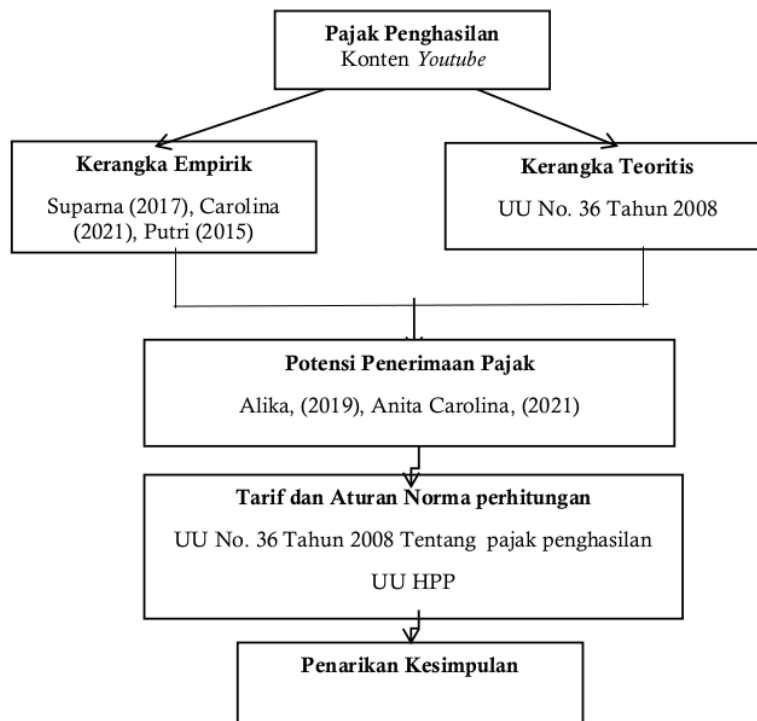 Pajak Penghasilan
Konten Youtube
Kerangka Empirik
Suparna (2017), Carolina
(2021), Putri (2015)
Kerangka Teoritis
UU No. 36 Tahun 2008
Potensi Penerimaan Pajak
Alika, (2019), Anita Carolina, (2021)
Tarif dan Aturan Norma perhitungan
UU No. 36 Tahun 2008 Tentang pajak penghasilan
UU HPP
Penarikan Kesimpulan